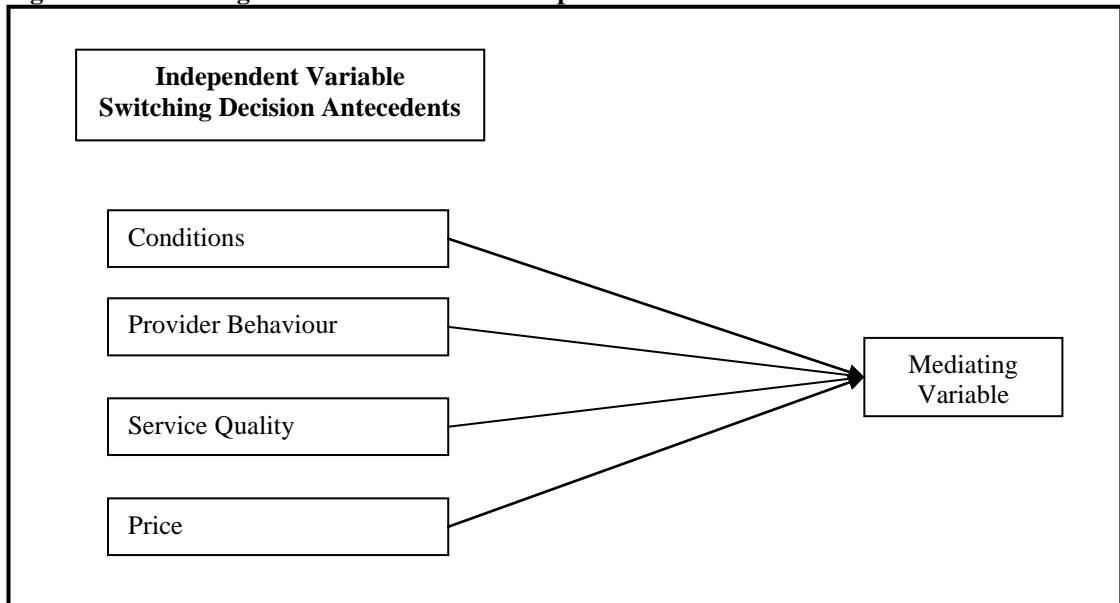 Independent Variable
Switching Decision Antecedents
Conditions
Provider Behaviour
Mediating
Variable
Service Quality
Price